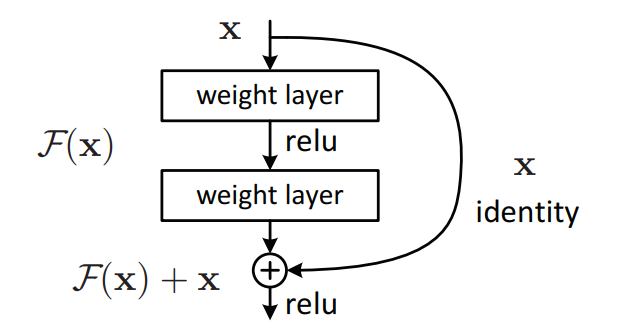 x
weight layer
relu
F(x)
x
weight layer
identity
F(x) + x
+
relu